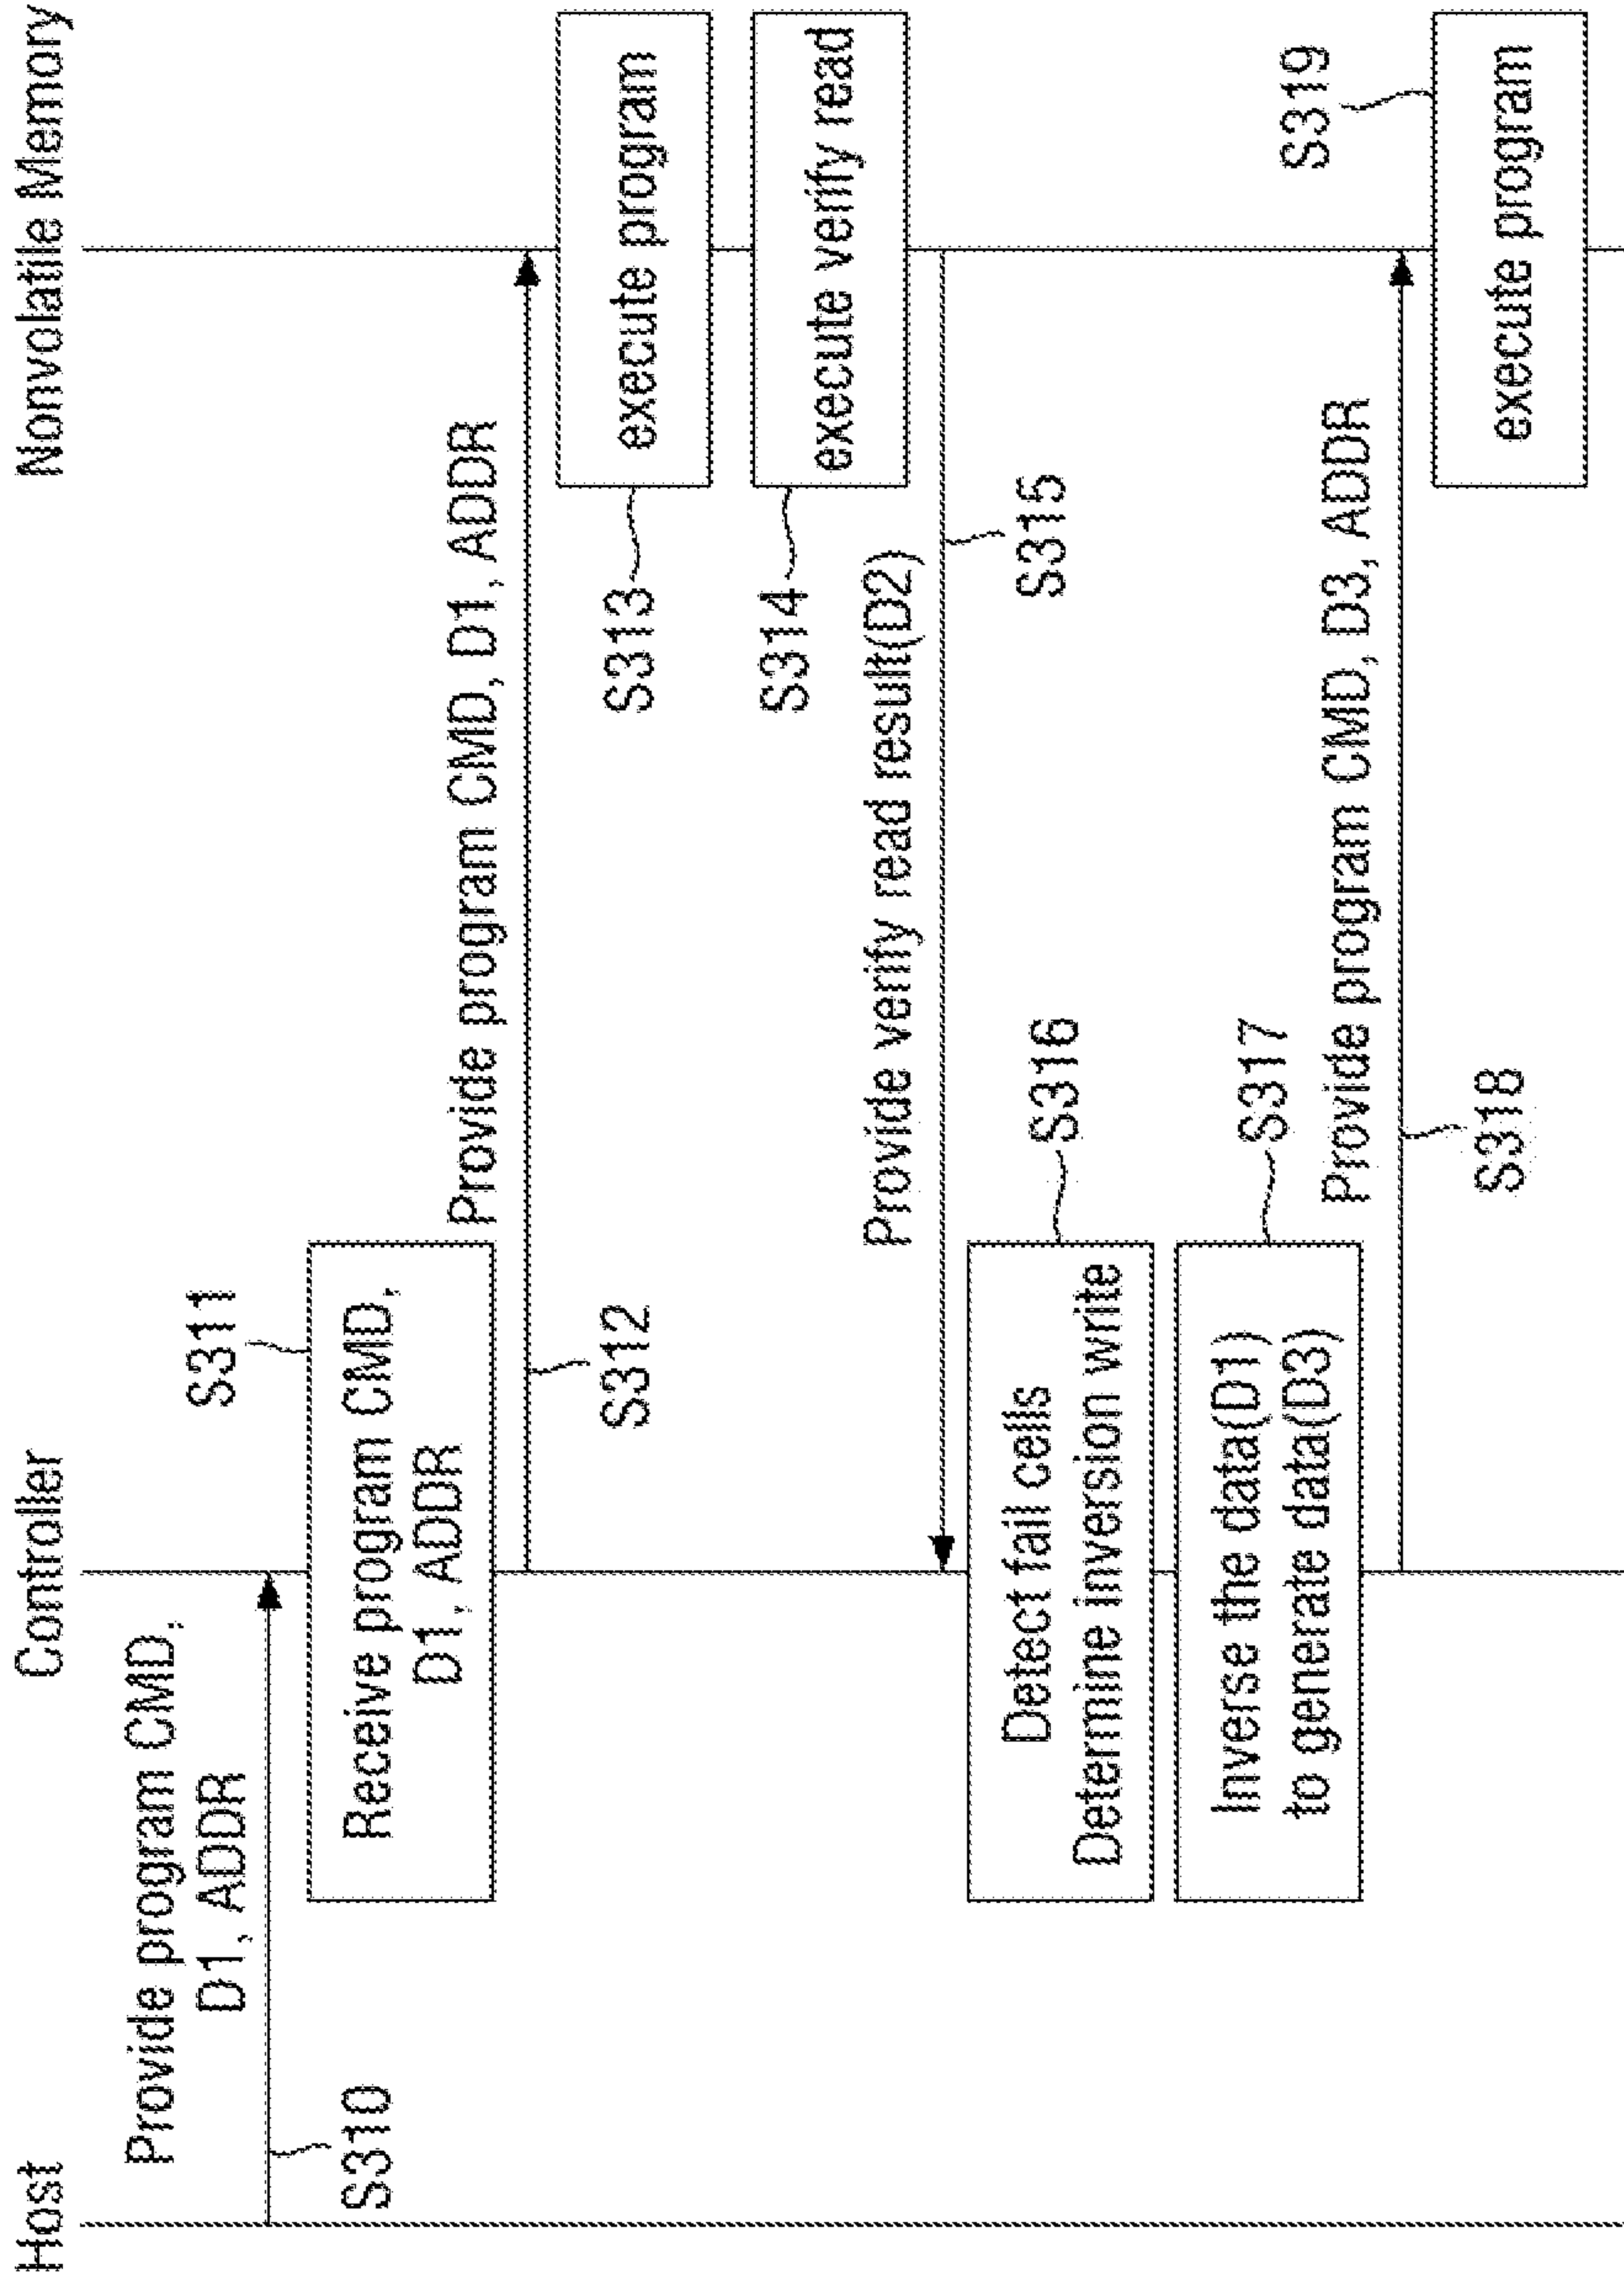 Host
Controller
Nonvolatile Memory
Provide program CMD,
D1, ADDR
S310
S311
Receive program CMD,
D1, ADDR
Provide program CMD, D1, ADDR
S312
execute program
S313
execute verify read
S314
Provide verify read result(D2)
S315
Detect fail cells
Determine inversion write
S316
Inverse the data(D1)
to generate data(D3)
S317
Provide program CMD, D3, ADDR
S318
S319
execute program